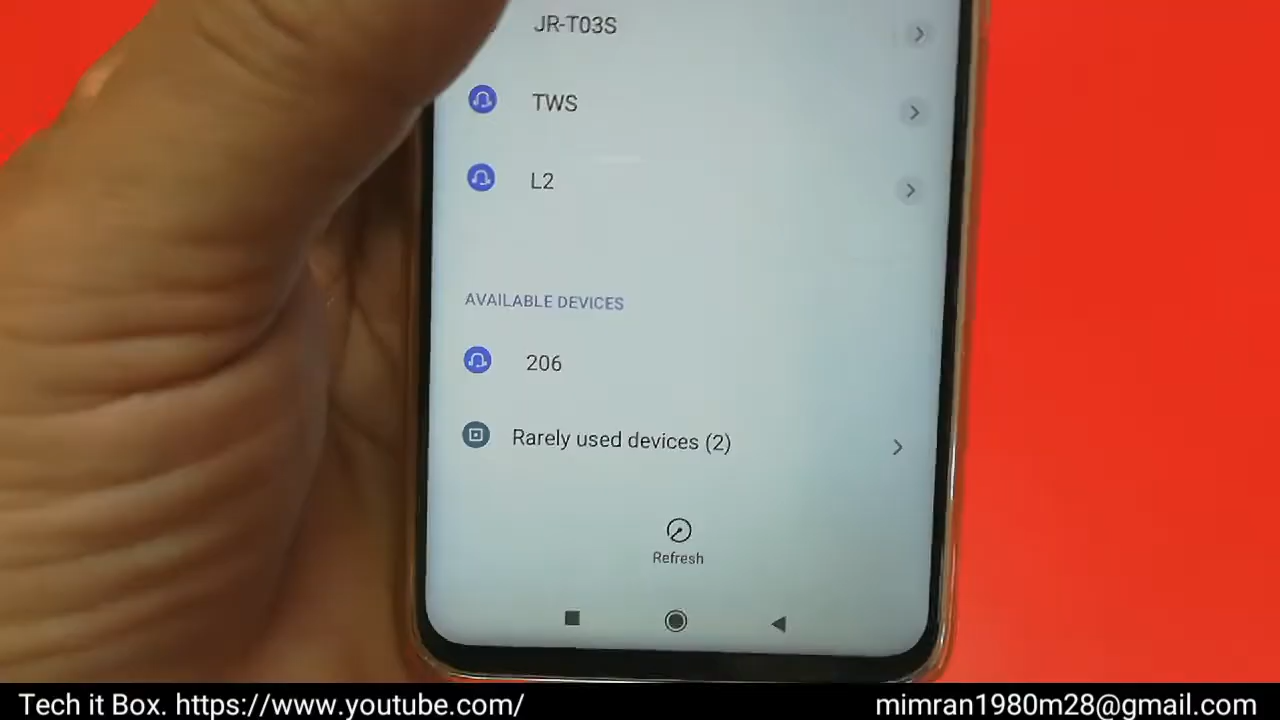 JR-T03S
TWS
L2
AVAILABLE DEVICES
206
Rarely used devices (2)
Refresh
Tech it Box. https://www.youtube.com/
mimran1980m28@gmail.com